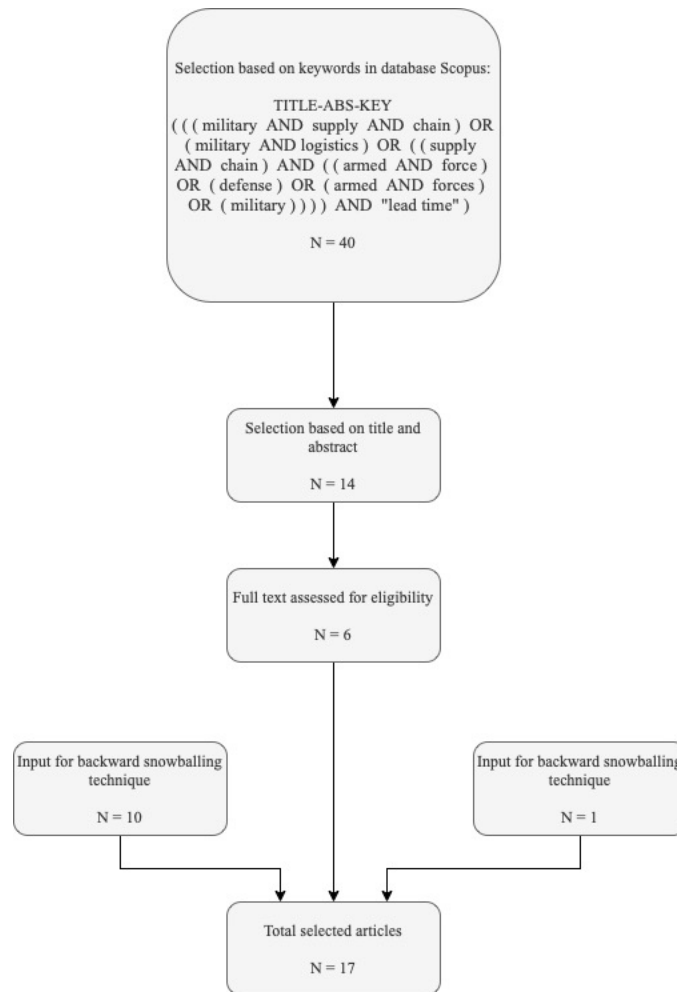 Selection based on keywords in database Scopus:
TITLE-ABS-KEY
( ( ( military AND supply AND chain ) OR
( military AND logistics ) OR ( ( supply
AND chain ) AND ( ( armed AND force )
OR ( defense ) OR ( armed AND forces )
OR ( military ) ) ) ) AND "lead time" )
N = 40
Selection based on title and
abstract
N = 14
Full text assessed for eligibility
N = 6
Input for backward snowballing
technique
N = 10
Input for backward snowballing
technique
N = 1
Total selected articles
N = 17